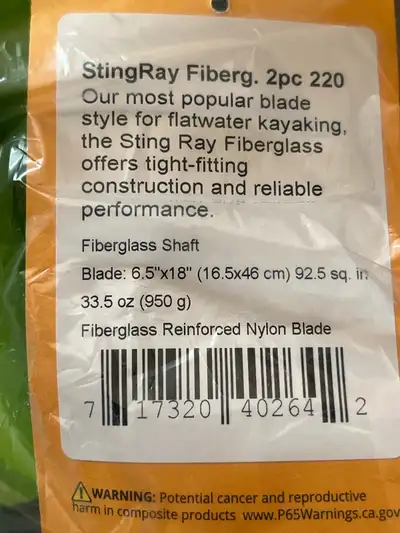 StingRay Fiberg. 2pc 220
Our most popular blade
style for flatwater kayaking,
the Sting Ray Fiberglass
offers tight-fitting
construction and reliable
performance.
Fiberglass Shaft
Blade: 6.5"x18" (16.5x46 cm) 92.5 sq. in
33.5 oz (950 g)
Fiberglass Reinforced Nylon Blade
7 17320 40264 2
WARNING: Potential cancer and reproductive
harm in composite products www.P65Warnings.ca.gov